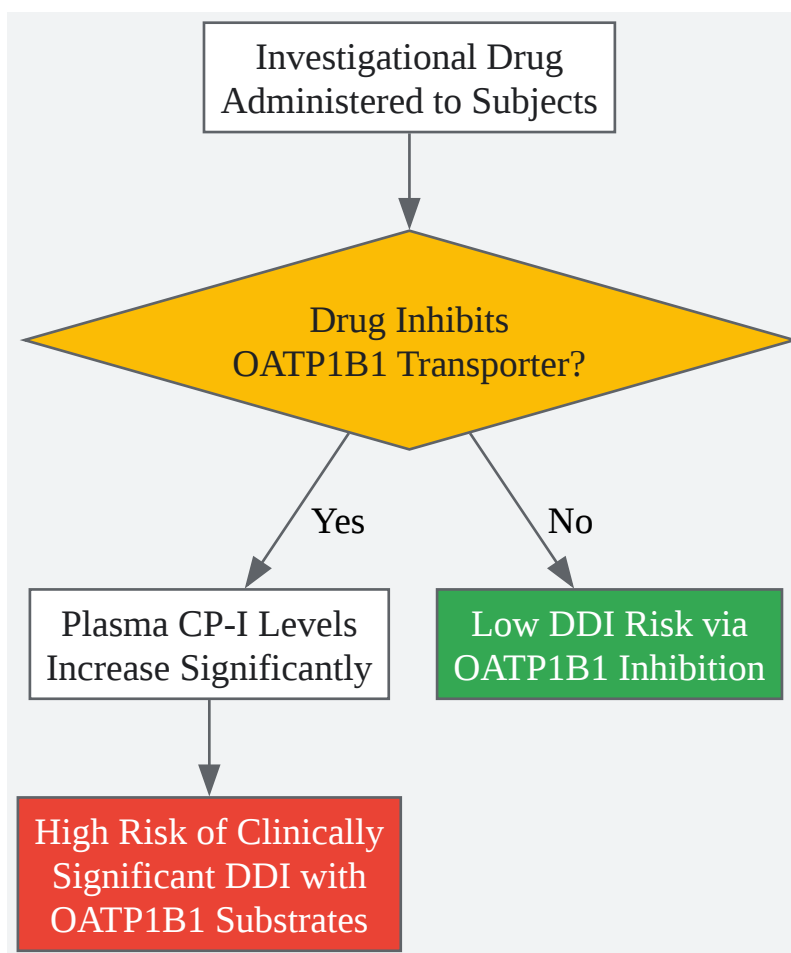 Investigational Drug
Administered to Subjects
Drug Inhibits
OATP1B1 Transporter?
Yes
No
Plasma CP-I Levels
Increase Significantly
Low DDI Risk via
OATP1B1 Inhibition
High Risk of Clinically
Significant DDI with
OATP1B1 Substrates